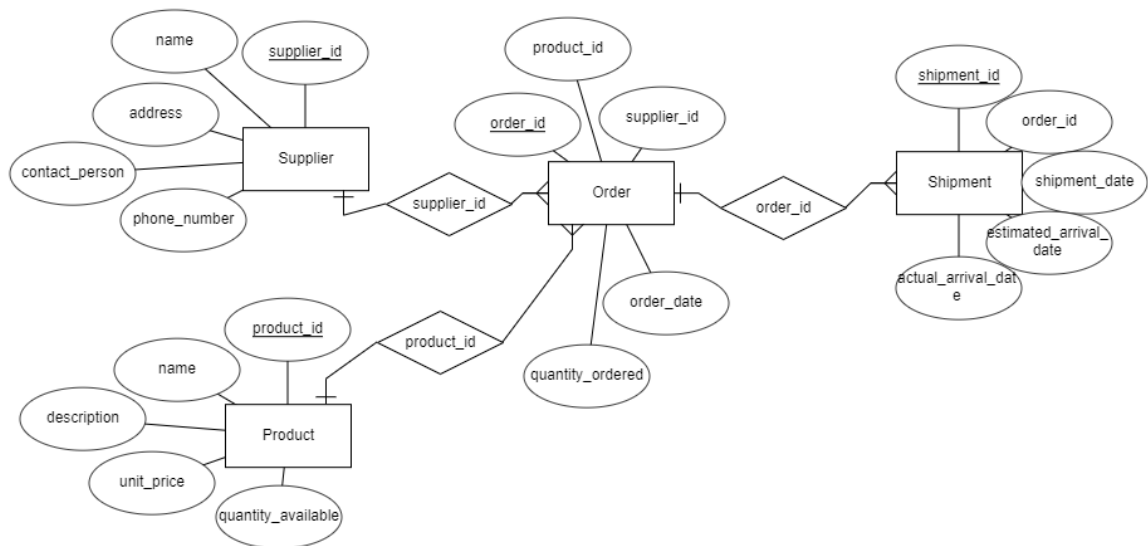 name
supplier_id
address
contact_person
phone_number
Supplier
supplier_id
product_id
order_id
supplier_id
Order
order_date
quantity_ordered
order_id
shipment_id
order_id
shipment_date
estimated_arrival_
date
actual_arrival_dat
e
Shipment
product_id
product_id
name
description
unit_price
quantity_available
Product